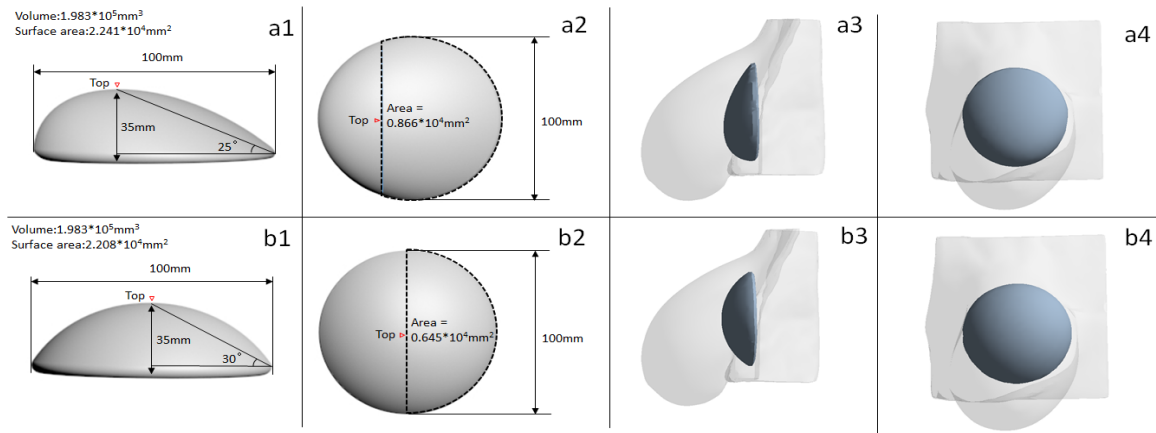 Volume:1.983*10⁵mm³
Surface area:2.241*10⁴mm²
a1
100mm
Top
35mm
25°
a2
Top
Area =
0.866*10⁴mm²
100mm
a3
a4
Volume:1.983*10⁵mm³
Surface area:2.208*10⁴mm²
b1
100mm
Top
35mm
30°
b2
Top
Area =
0.645*10⁴mm²
100mm
b3
b4